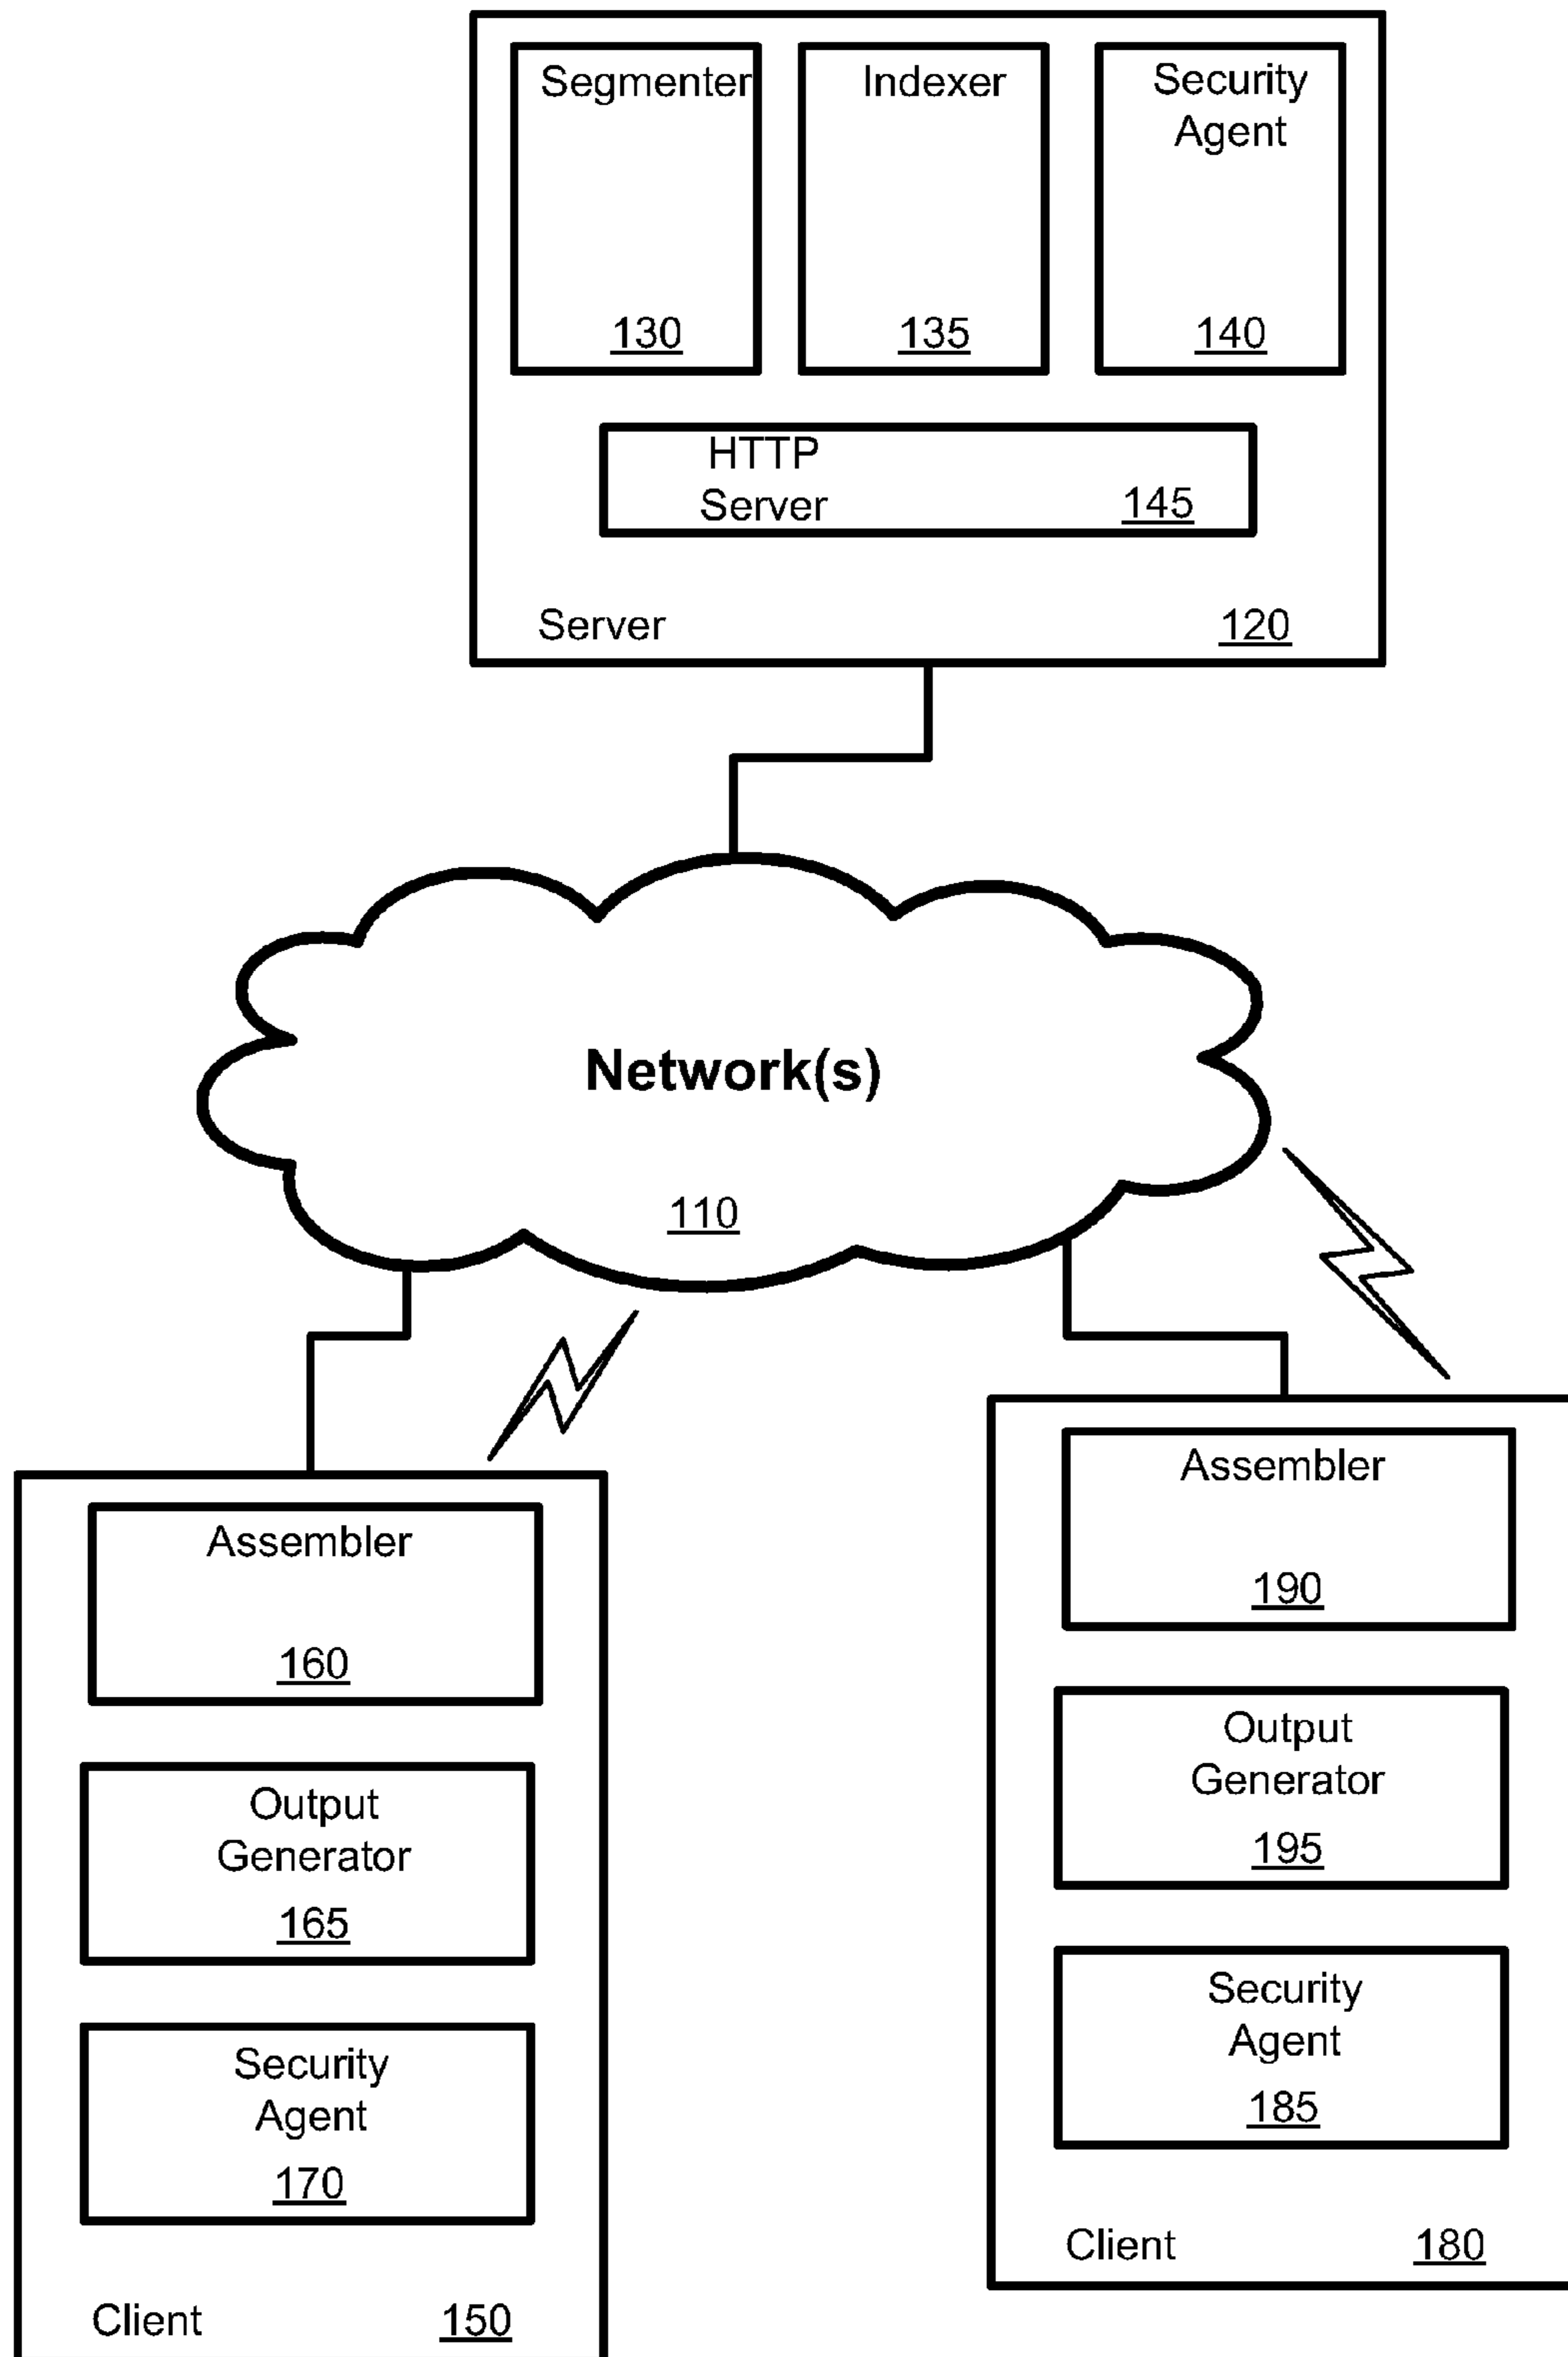 Segmenter
130
Indexer
135
Security
Agent
140
HTTP
Server
145
Server
120
Network(s)
110
Assembler
160
Output
Generator
165
Security
Agent
170
Client
150
Assembler
190
Output
Generator
195
Security
Agent
185
Client
180